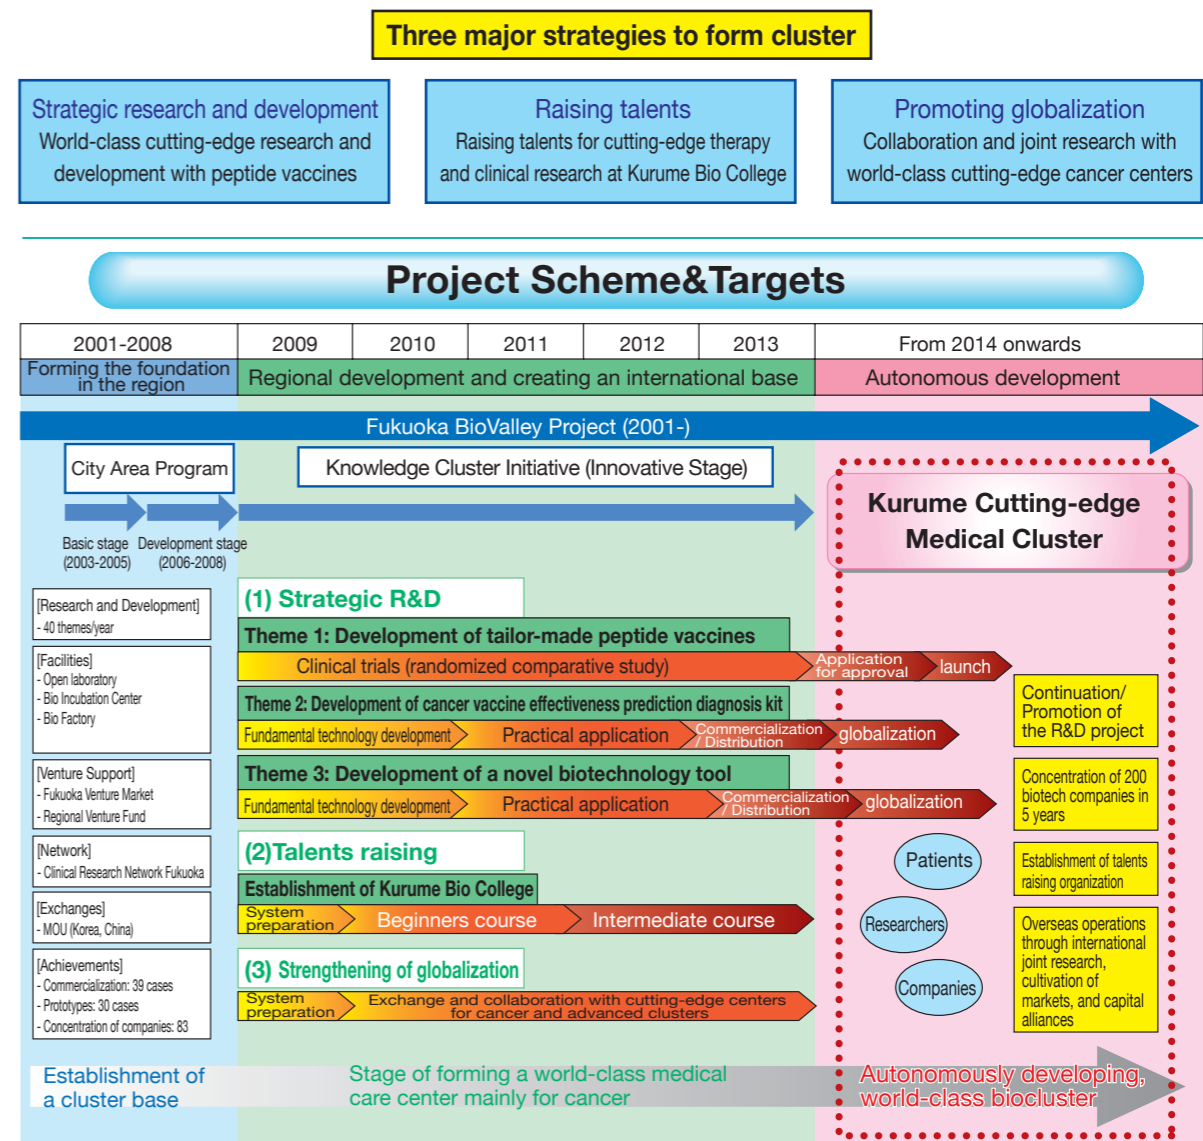 Three major strategies to form cluster
Strategic research and development
World-class cutting-edge research and
development with peptide vaccines
Raising talents
Raising talents for cutting-edge therapy
and clinical research at Kurume Bio College
Promoting globalization
Collaboration and joint research with
world-class cutting-edge cancer centers
Project Scheme&Targets
2001-2008
2009
2010
2011
2012
2013
From 2014 onwards
Forming the foundation
in the region
Regional development and creating an international base
Autonomous development
Fukuoka BioValley Project (2001-)
City Area Program
Knowledge Cluster Initiative (Innovative Stage)
Basic stage
(2003-2005)
Development stage
(2006-2008)
Kurume Cutting-edge
Medical Cluster
[Research and Development]
- 40 themes/year
[Facilities]
- Open laboratory
- Bio Incubation Center
- Bio Factory
[Venture Support]
- Fukuoka Venture Market
- Regional Venture Fund
[Network]
- Clinical Research Network Fukuoka
[Exchanges]
- MOU (Korea, China)
[Achievements]
- Commercialization: 39 cases
- Prototypes: 30 cases
- Concentration of companies: 83
(1) Strategic R&D
Theme 1: Development of tailor-made peptide vaccines
Clinical trials (randomized comparative study)
Application
for approval
launch
Theme 2: Development of cancer vaccine effectiveness prediction diagnosis kit
Fundamental technology development
Practical application
Commercialization
/ Distribution
globalization
Theme 3: Development of a novel biotechnology tool
Fundamental technology development
Practical application
Commercialization
/ Distribution
globalization
(2)Talents raising
Establishment of Kurume Bio College
System
preparation
Beginners course
Intermediate course
(3) Strengthening of globalization
System
preparation
Exchange and collaboration with cutting-edge centers
for cancer and advanced clusters
Patients
Researchers
Companies
Continuation/
Promotion of
the R&D project
Concentration of 200
biotech companies in
5 years
Establishment of talents
raising organization
Overseas operations
through international
joint research,
cultivation of
markets, and capital
alliances
Establishment of
a cluster base
Stage of forming a world-class medical
care center mainly for cancer
Autonomously developing,
world-class biocluster